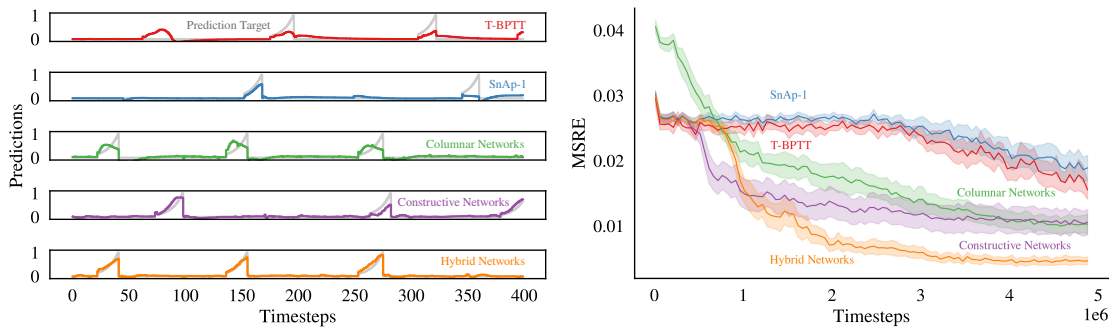 Predictions
1
0
Prediction Target
T-BPTT
1
0
SnAp-1
1
0
Columnar Networks
1
0
Constructive Networks
1
0
Hybrid Networks
0 50 100 150 200 250 300 350 400
Timesteps
MSRE
0.04
0.03
0.02
0.01
SnAp-1
T-BPTT
Columnar Networks
Constructive Networks
Hybrid Networks
0 1 2 3 4 5
1e6
Timesteps